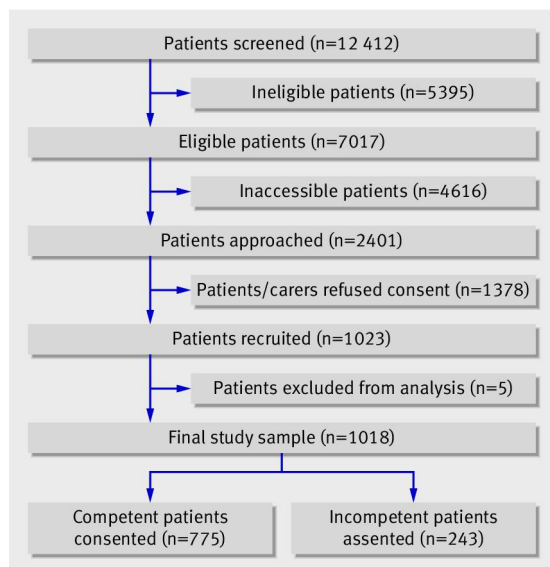 Patients screened (n=12 412)
Ineligible patients (n=5395)
Eligible patients (n=7017)
Inaccessible patients (n=4616)
Patients approached (n=2401)
Patients/carers refused consent (n=1378)
Patients recruited (n=1023)
Patients excluded from analysis (n=5)
Final study sample (n=1018)
Competent patients
consented (n=775)
Incompetent patients
assented (n=243)